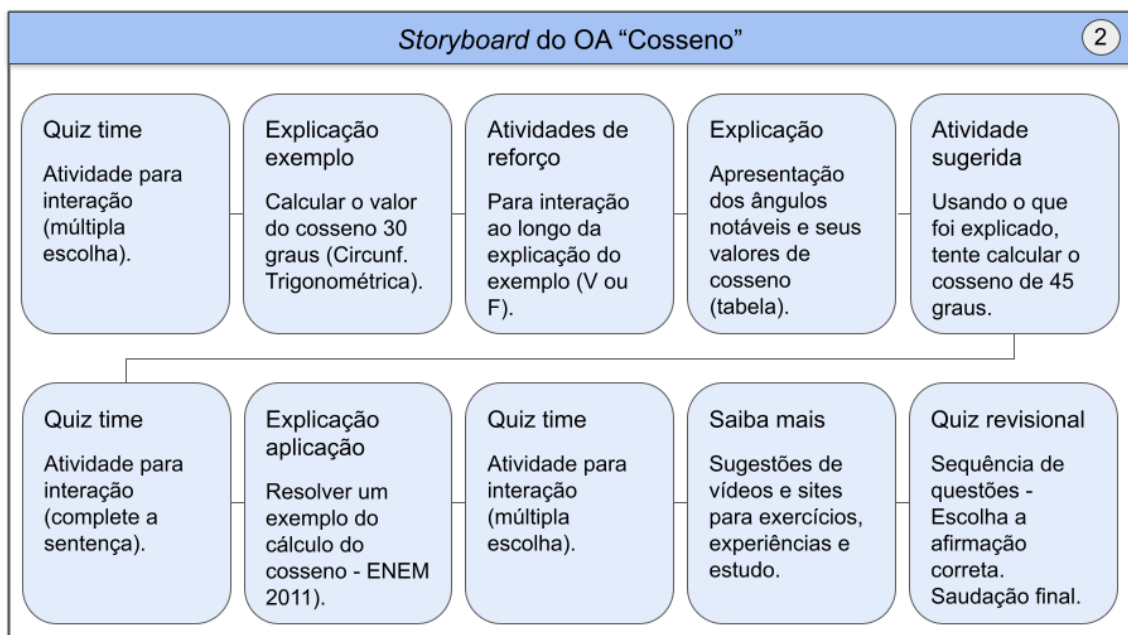 Storyboard do OA “Cosseno”
2
Quiz time
Atividade para
interação
(múltipla
escolha).
Explicação
exemplo
Calcular o valor
do cosseno 30
graus (Circunf.
Trigonométrica).
Atividades de
reforço
Para interação
ao longo da
explicação do
exemplo (V ou
F).
Explicação
Apresentação
dos ângulos
notáveis e seus
valores de
cosseno
(tabela).
Atividade
sugerida
Usando o que
foi explicado,
tente calcular o
cosseno de 45
graus.
Quiz time
Atividade para
interação
(complete a
sentença).
Explicação
aplicação
Resolver um
exemplo do
cálculo do
cosseno - ENEM
2011).
Quiz time
Atividade para
interação
(múltipla
escolha).
Saiba mais
Sugestões de
vídeos e sites
para exercícios,
experiências e
estudo.
Quiz revisional
Sequência de
questões -
Escolha a
afirmação
correta.
Saudação final.